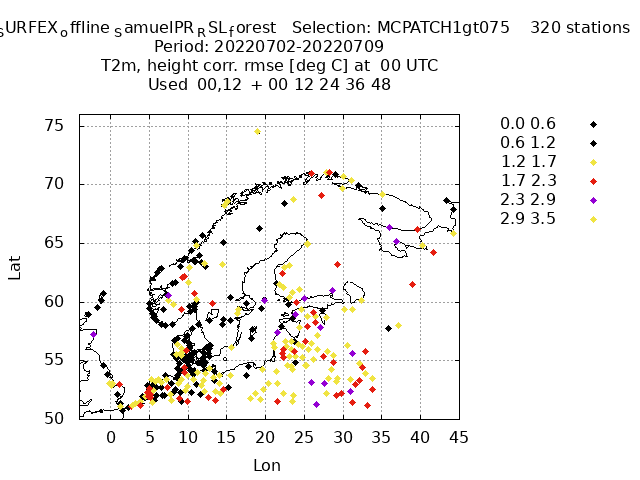 SURFEX_offline_SamuelPR_RSL_forest Selection: MCPATCH1gt075 320 stations
Period: 20220702-20220709
T2m, height corr. rmse [deg C] at 00 UTC
Used 00,12 + 00 12 24 36 48
0.0 0.6
0.6 1.2
1.2 1.7
1.7 2.3
2.3 2.9
2.9 3.5
75
70
65
60
55
50
Lat
0 5 10 15 20 25 30 35 40 45
Lon